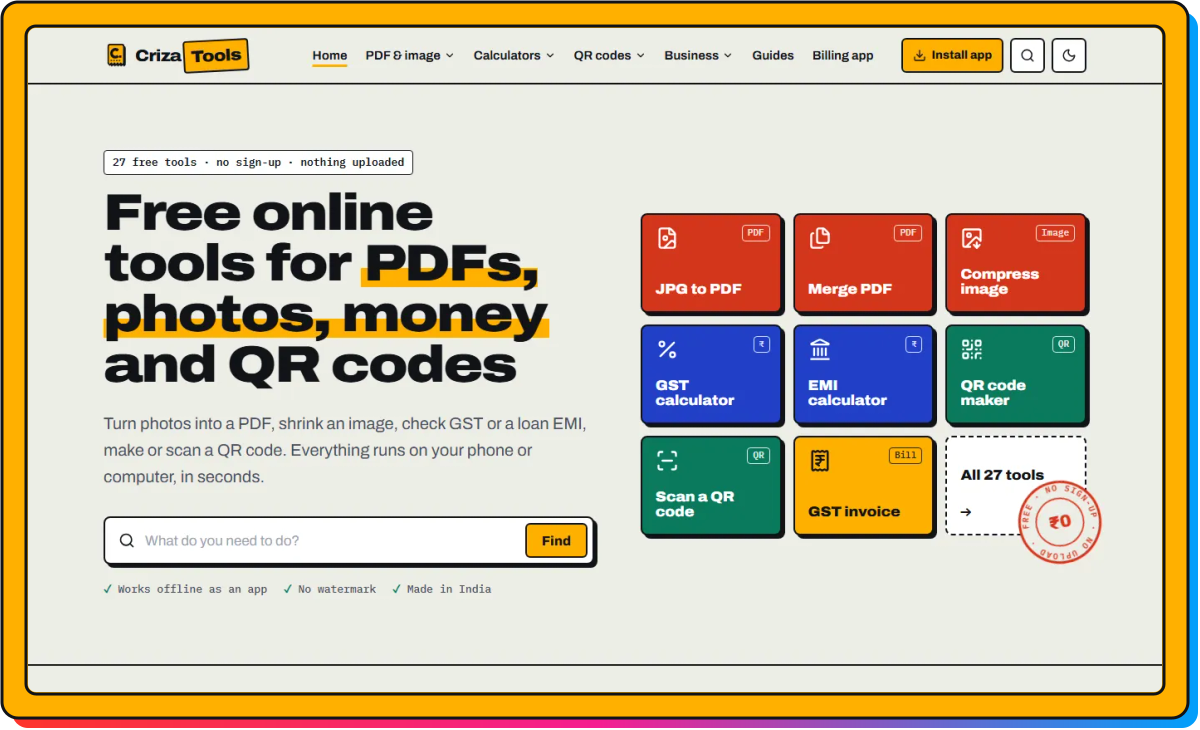 C.
Criza Tools
Home PDF & image Calculators QR codes Business Guides Billing app Install app
27 free tools · no sign-up · nothing uploaded
Free online
tools for PDFs,
photos, money
and QR codes
Turn photos into a PDF, shrink an image, check GST or a loan EMI,
make or scan a QR code. Everything runs on your phone or
computer, in seconds.
What do you need to do? Find
✓ Works offline as an app ✓ No watermark ✓ Made in India
PDF
JPG to PDF
PDF
Merge PDF
Image
Compress
image
₹
GST
calculator
₹
EMI
calculator
QR
QR code
maker
QR
Scan a QR
code
Bill
GST invoice
All 27 tools
→
FREE · NO SIGN-UP · NO UPLOAD ·
₹0